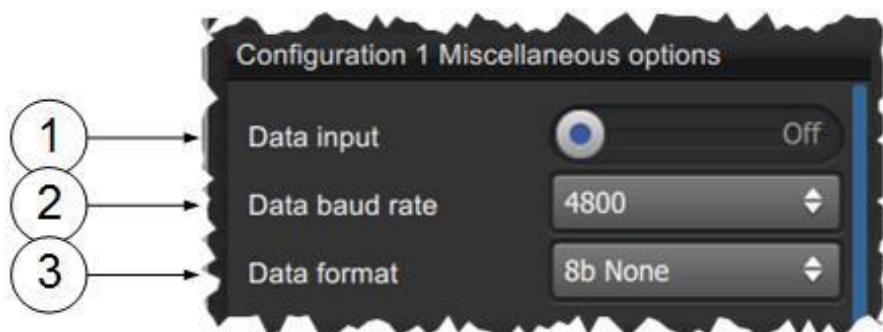 Configuration 1 Miscellaneous options
1 Data input Off
2 Data baud rate 4800
3 Data format 8b None